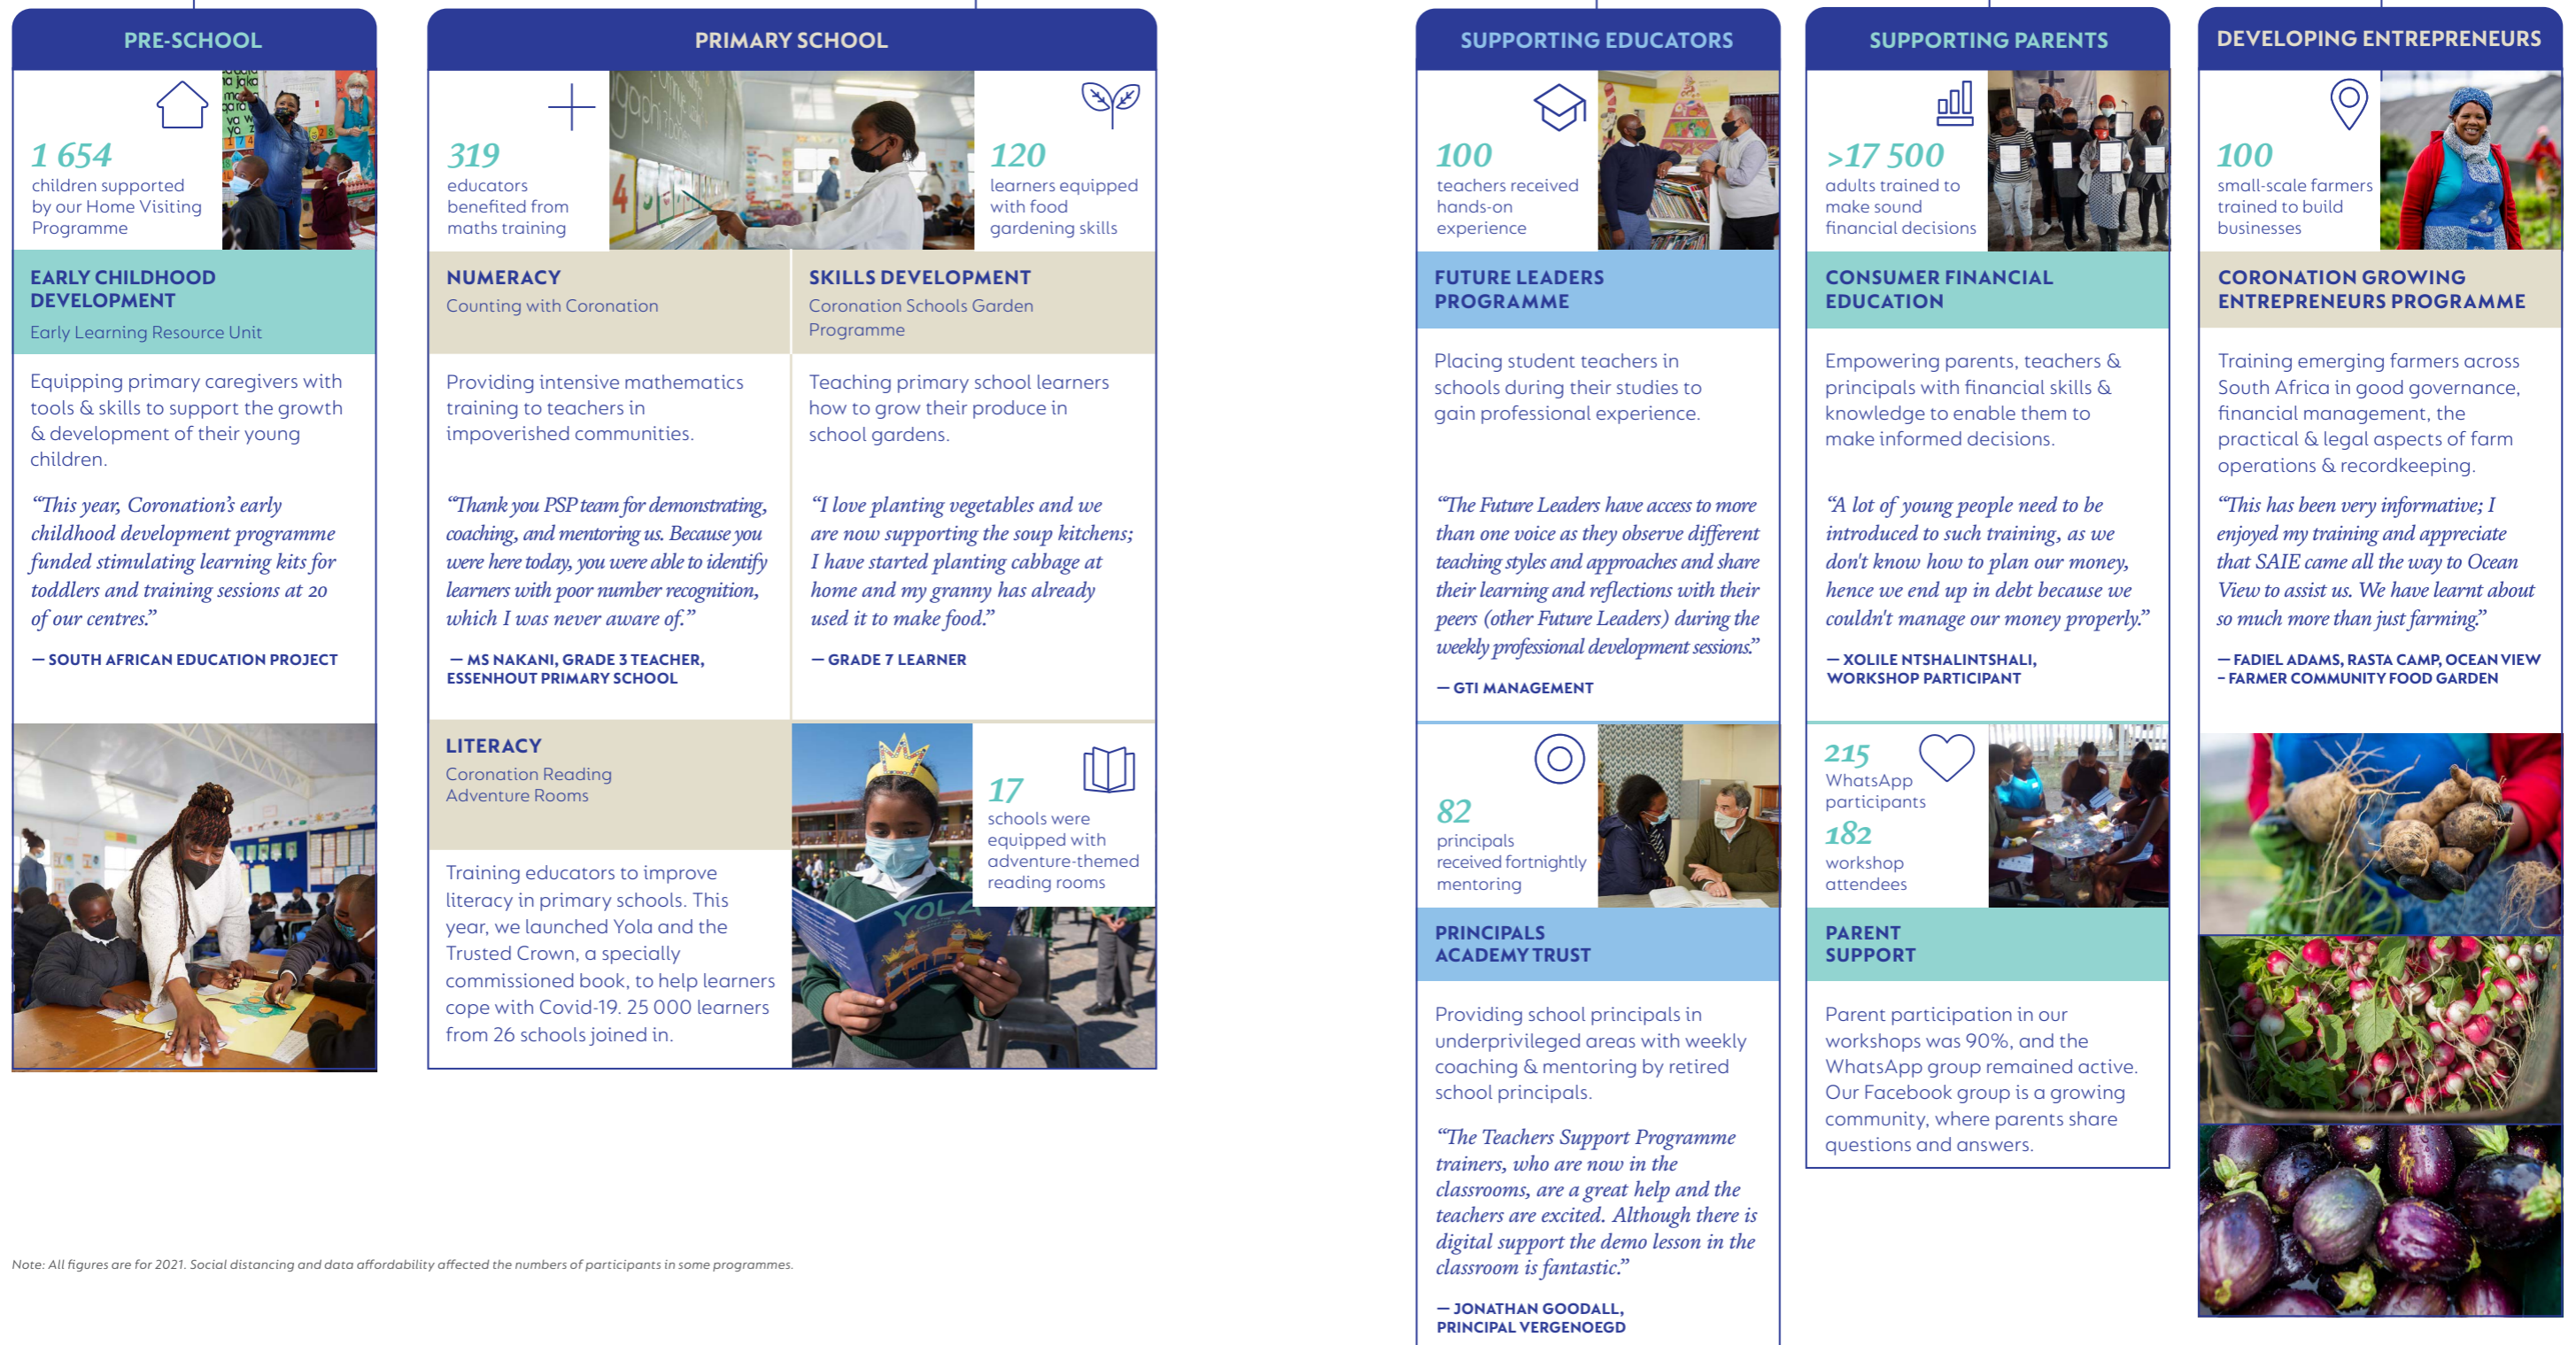 PRE-SCHOOL
1 654
children supported
by our Home Visiting
Programme
EARLY CHILDHOOD
DEVELOPMENT
Early Learning Resource Unit
Equipping primary caregivers with
tools & skills to support the growth
& development of their young
children.
“This year, Coronation’s early
childhood development programme
funded stimulating learning kits for
toddlers and training sessions at 20
of our centres.”
— SOUTH AFRICAN EDUCATION PROJECT
PRIMARY SCHOOL
319
educators
benefited from
maths training
120
learners equipped
with food
gardening skills
NUMERACY
Counting with Coronation
Providing intensive mathematics
training to teachers in
impoverished communities.
“Thank you PSP team for demonstrating,
coaching, and mentoring us. Because you
were here today, you were able to identify
learners with poor number recognition,
which I was never aware of.”
— MS NAKANI, GRADE 3 TEACHER,
ESSENHOUT PRIMARY SCHOOL
SKILLS DEVELOPMENT
Coronation Schools Garden
Programme
Teaching primary school learners
how to grow their produce in
school gardens.
“I love planting vegetables and we
are now supporting the soup kitchens;
I have started planting cabbage at
home and my granny has already
used it to make food.”
— GRADE 7 LEARNER
LITERACY
Coronation Reading
Adventure Rooms
Training educators to improve
literacy in primary schools. This
year, we launched Yola and the
Trusted Crown, a specially
commissioned book, to help learners
cope with Covid-19. 25 000 learners
from 26 schools joined in.
YOLA
17
schools were
equipped with
adventure-themed
reading rooms
Note: All figures are for 2021. Social distancing and data affordability affected the numbers of participants in some programmes.
SUPPORTING EDUCATORS
100
teachers received
hands-on
experience
FUTURE LEADERS
PROGRAMME
Placing student teachers in
schools during their studies to
gain professional experience.
“The Future Leaders have access to more
than one voice as they observe different
teaching styles and approaches and share
their learning and reflections with their
peers (other Future Leaders) during the
weekly professional development sessions.”
— GTI MANAGEMENT
82
principals
received fortnightly
mentoring
PRINCIPALS
ACADEMY TRUST
Providing school principals in
underprivileged areas with weekly
coaching & mentoring by retired
school principals.
“The Teachers Support Programme
trainers, who are now in the
classrooms, are a great help and the
teachers are excited. Although there is
digital support the demo lesson in the
classroom is fantastic.”
— JONATHAN GOODALL,
PRINCIPAL VERGENOEGD
SUPPORTING PARENTS
>17 500
adults trained to
make sound
financial decisions
CONSUMER FINANCIAL
EDUCATION
Empowering parents, teachers &
principals with financial skills &
knowledge to enable them to
make informed decisions.
“A lot of young people need to be
introduced to such training, as we
don't know how to plan our money,
hence we end up in debt because we
couldn't manage our money properly.”
— XOLILE NTSHALINTSHALI,
WORKSHOP PARTICIPANT
215
WhatsApp
participants
182
workshop
attendees
PARENT
SUPPORT
Parent participation in our
workshops was 90%, and the
WhatsApp group remained active.
Our Facebook group is a growing
community, where parents share
questions and answers.
DEVELOPING ENTREPRENEURS
100
small-scale farmers
trained to build
businesses
CORONATION GROWING
ENTREPRENEURS PROGRAMME
Training emerging farmers across
South Africa in good governance,
financial management, the
practical & legal aspects of farm
operations & recordkeeping.
“This has been very informative; I
enjoyed my training and appreciate
that SAIE came all the way to Ocean
View to assist us. We have learnt about
so much more than just farming.”
— FADIEL ADAMS, RASTA CAMP, OCEAN VIEW
– FARMER COMMUNITY FOOD GARDEN